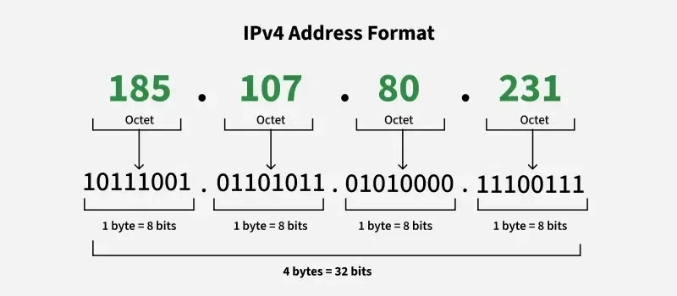 IPv4 Address Format
185 . 107 . 80 . 231
Octet Octet Octet Octet
10111001 . 01101011 . 01010000 . 11100111
1 byte = 8 bits 1 byte = 8 bits 1 byte = 8 bits 1 byte = 8 bits
4 bytes = 32 bits